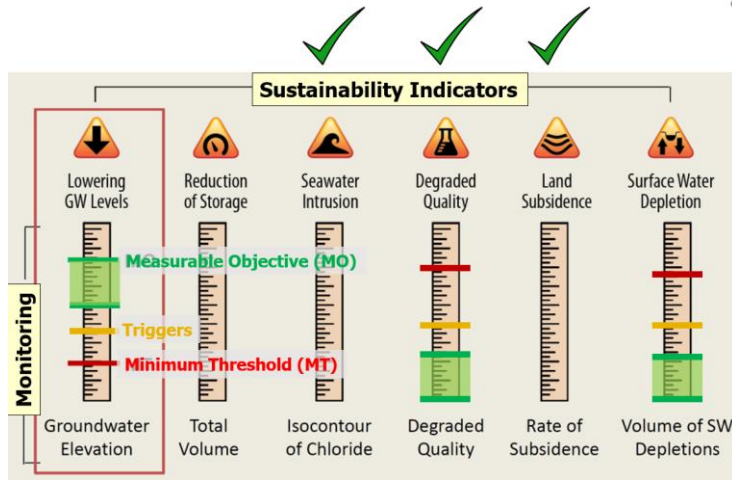 Sustainability Indicators
Lowering
GW Levels
Reduction
of Storage
Seawater
Intrusion
Degraded
Quality
Land
Subsidence
Surface Water
Depletion
Monitoring
Measurable Objective (MO)
Triggers
Minimum Threshold (MT)
Groundwater
Elevation
Total
Volume
Isocontour
of Chloride
Degraded
Quality
Rate of
Subsidence
Volume of SW
Depletions